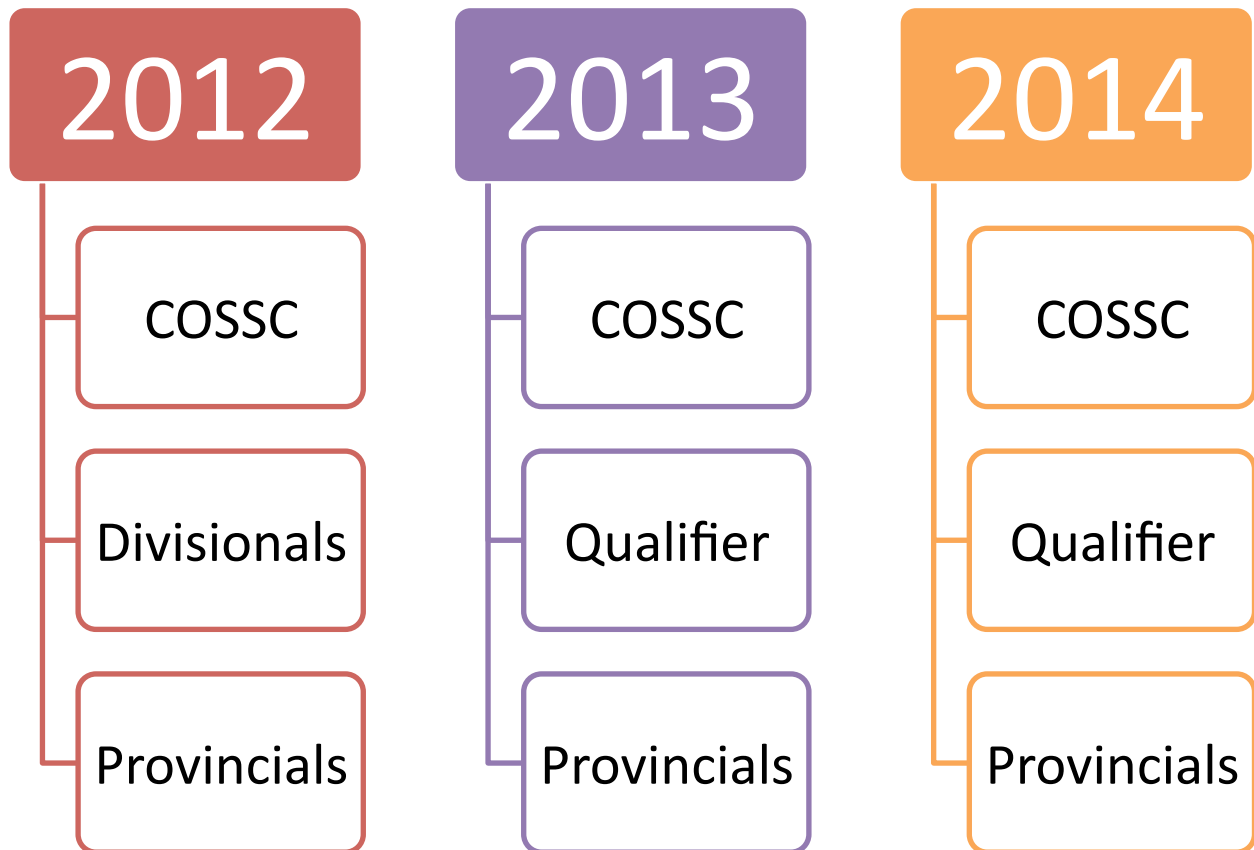 2012
COSSC
Divisionals
Provincials
2013
COSSC
Qualifier
Provincials
2014
COSSC
Qualifier
Provincials